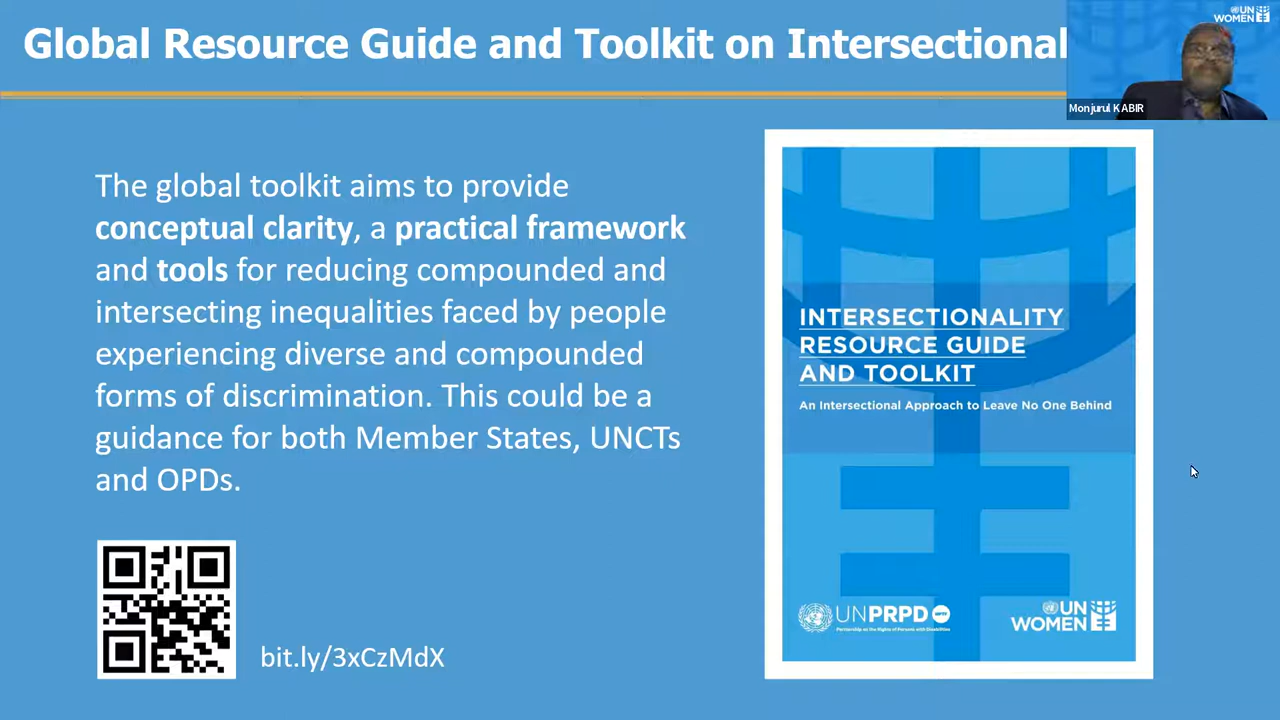 Global Resource Guide and Toolkit on Intersectional
UN
WOMEN
Monjurul KABIR
The global toolkit aims to provide
conceptual clarity, a practical framework
and tools for reducing compounded and
intersecting inequalities faced by people
experiencing diverse and compounded
forms of discrimination. This could be a
guidance for both Member States, UNCTs
and OPDs.
bit.ly/3xCzMdX
INTERSECTIONALITY
RESOURCE GUIDE
AND TOOLKIT
An Intersectional Approach to Leave No One Behind
UNPRPD
Partnership on the Rights of Persons with Disabilities
UN
WOMEN